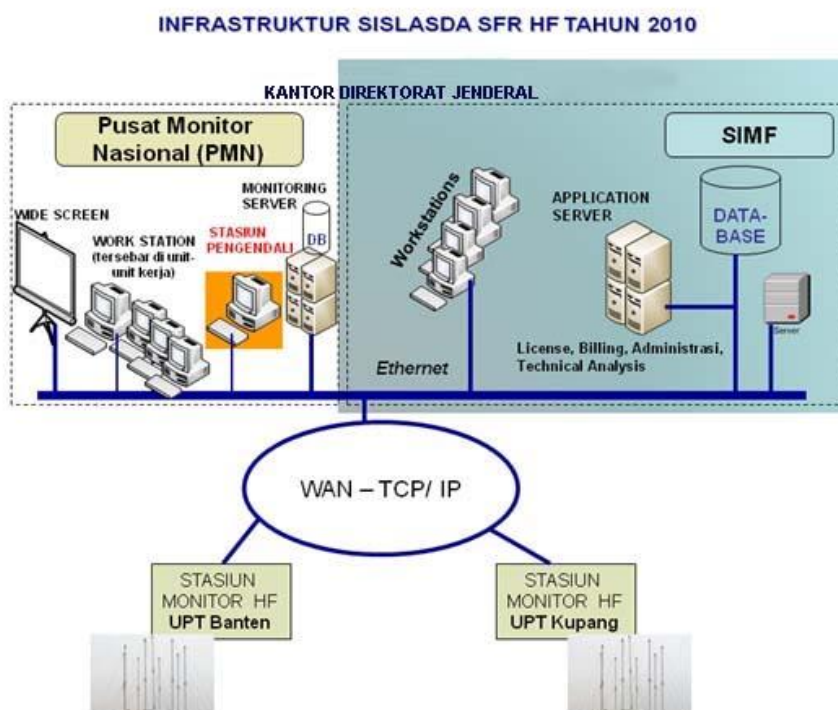 INFRASTRUKTUR SISLASDA SFR HF TAHUN 2010
KANTOR DIREKTORAT JENDERAL
Pusat Monitor
Nasional (PMN)
SIMF
WIDE SCREEN
WORK STATION
(tersebar di unit-
unit kerja)
STASIUN
PENGENDALI
MONITORING
SERVER
DB
Workstations
APPLICATION
SERVER
DATA-
BASE
Server
License, Billing, Administrasi,
Technical Analysis
Ethernet
WAN – TCP/ IP
STASIUN
MONITOR HF
UPT Banten
STASIUN
MONITOR HF
UPT Kupang